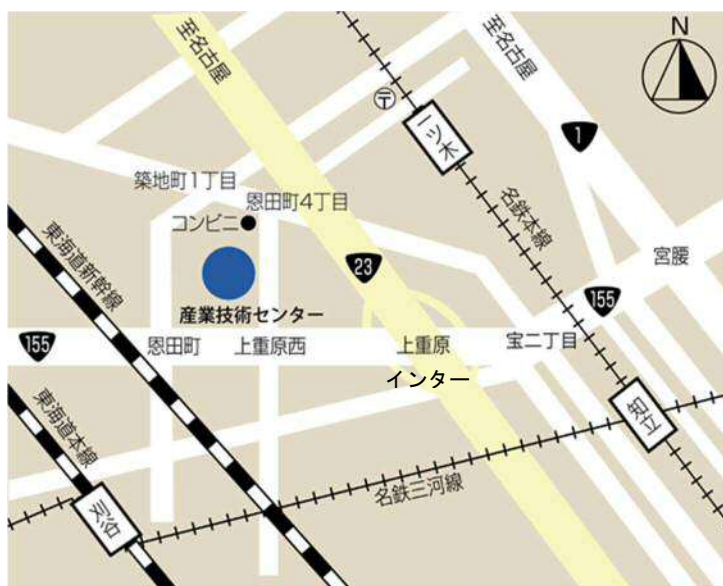 至名古屋
至名古屋
N
〒
一ツ木
1
築地町1丁目
恩田町4丁目
コンビニ
東海道新幹線
名鉄本線
宮腰
23
155
産業技術センター
155
恩田町
上重原西
上重原
インター
宝二丁目
東海道本線
知立
名鉄三河線
刈谷